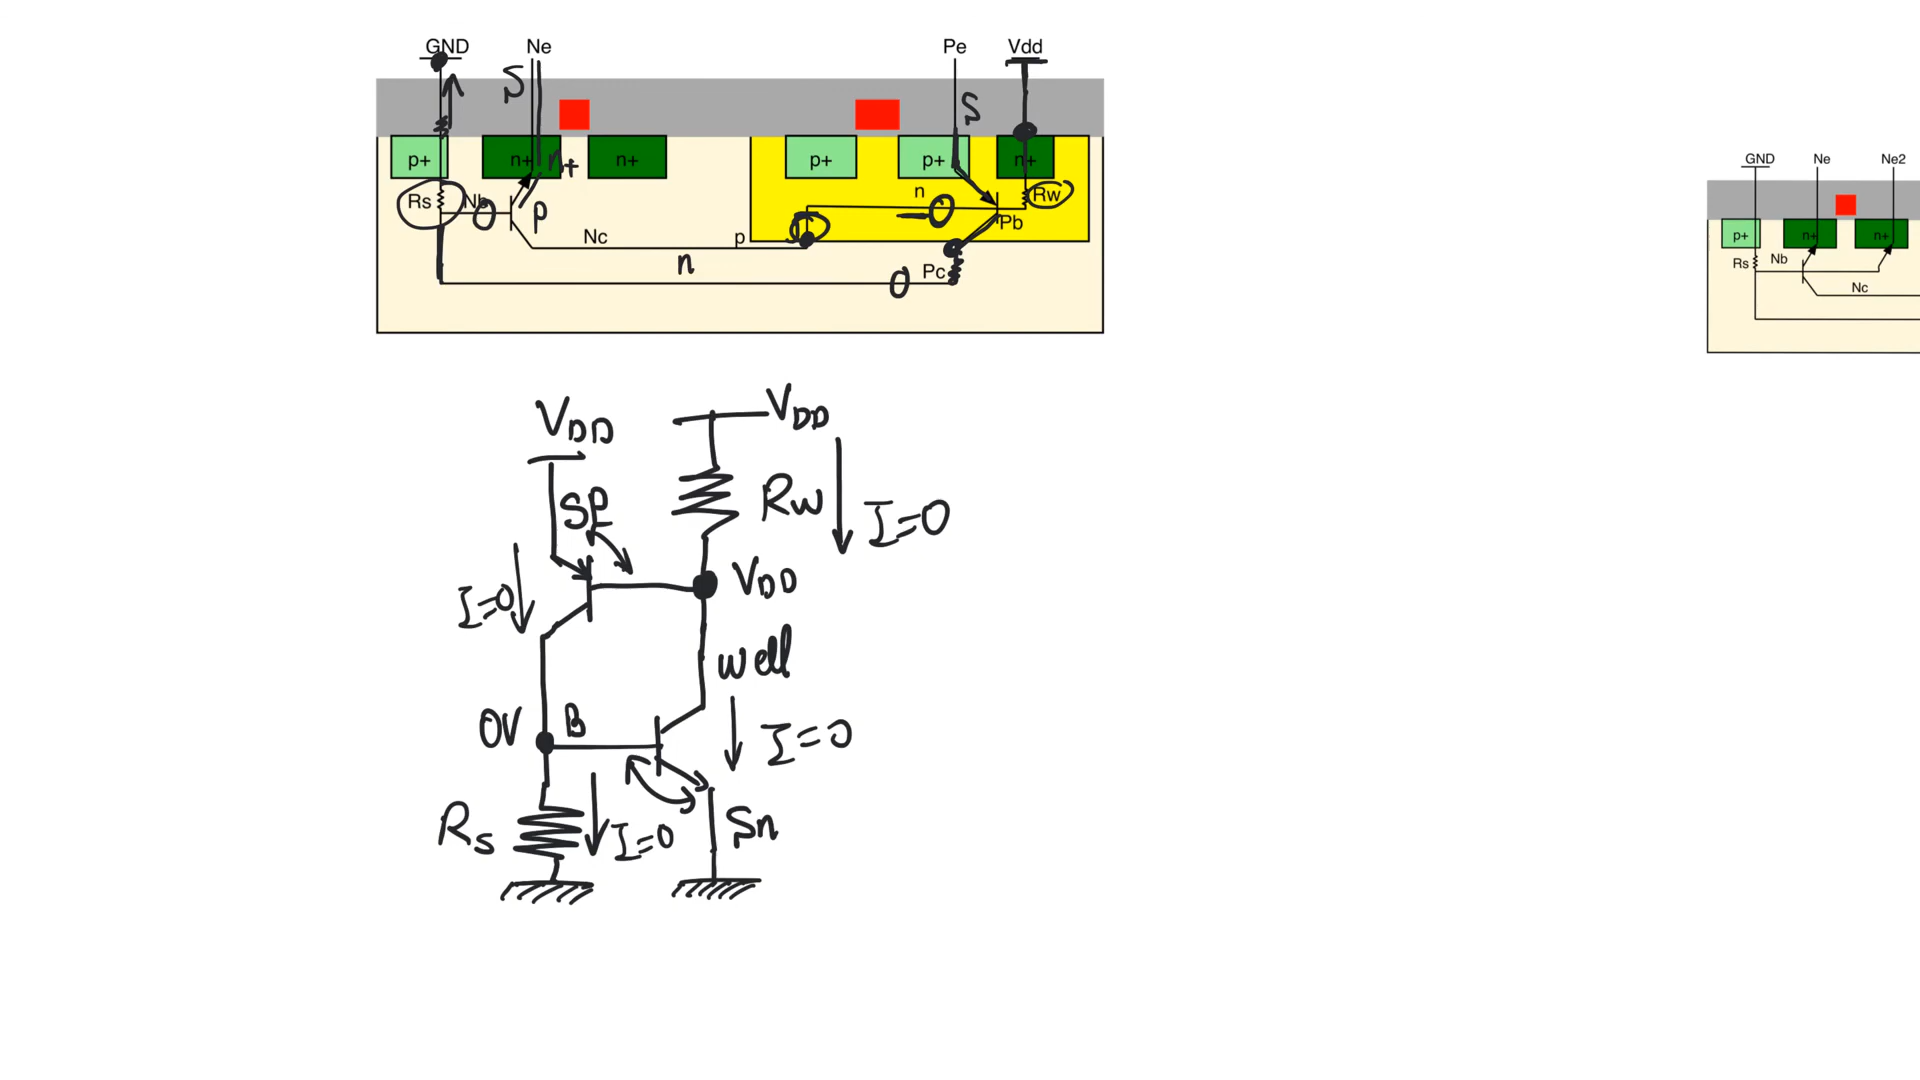 GND Ne Pe Vdd
S S
p+ n+ n+ n+ p+ p+ n+
Rs Nb p n Rw
Pb
Nc p
n Pc
GND Ne Ne2
p+ n+ n+
Rs Nb
Nc
VDD VDD
SP Rw I=0
I=0 VDD
well
0V B I=0
Rs I=0 Sn